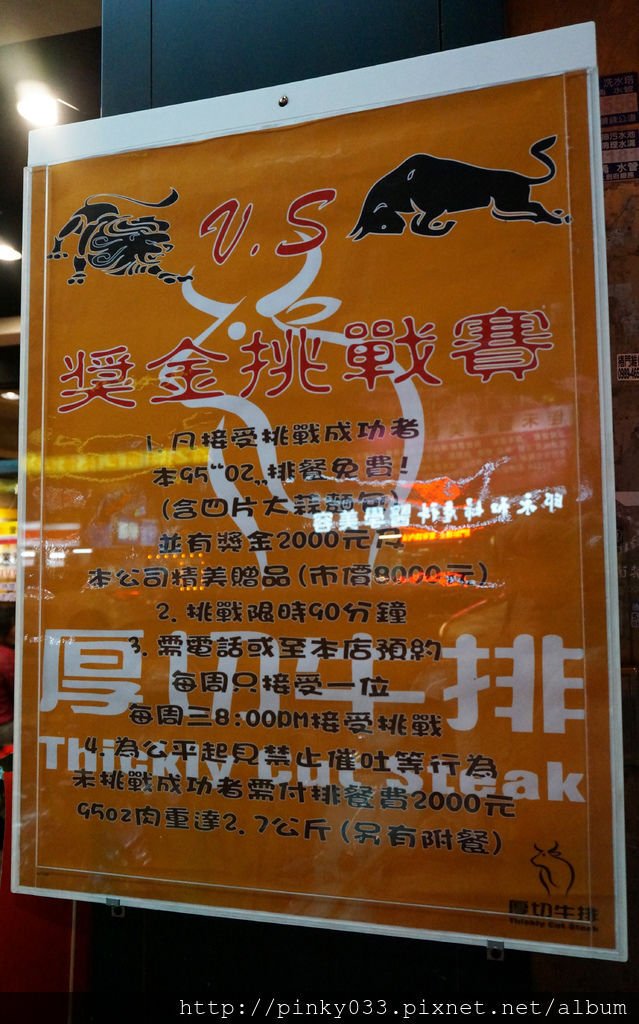 V.S
獎金挑戰賽
1.凡接受挑戰成功者
本95"oz,,排餐免費!
(含四片大蒜麵包)
並有獎金2000元及
本公司精美贈品(市價8000元)
2.挑戰限時90分鐘
3.需電話或至本店預約
每周只接受一位
每周三8:00PM接受挑戰
4.為公平起見禁止催吐等行為
未挑戰成功者需付排餐費2000元
95oz肉重達2.7公斤(另有附餐)
厚切牛排
Thickly Cut Steak
厚切牛排
Thickly Cut Steak
http://pinky033.pixnet.net/album